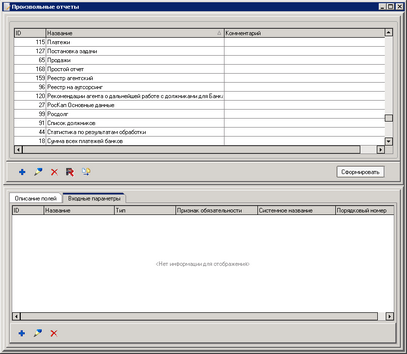 Произвольные отчеты
ID Название Комментарий
115 Платежи
127 Постановка задачи
65 Продажи
168 Простой отчет
159 Реестр агентский
96 Реестр на аутсорсинг
120 Рекомендации агента о дальнейшей работе с должниками для Банк
27 РосКап Основные данные
99 Росдолг
91 Список должников
44 Статистика по результатам обработки
18 Сумма всех платежей банков
Сформировать
Описание полей Входные параметры
ID Название Тип Признак обязательности Системное название Порядковый номер
<Нет информации для отображения>